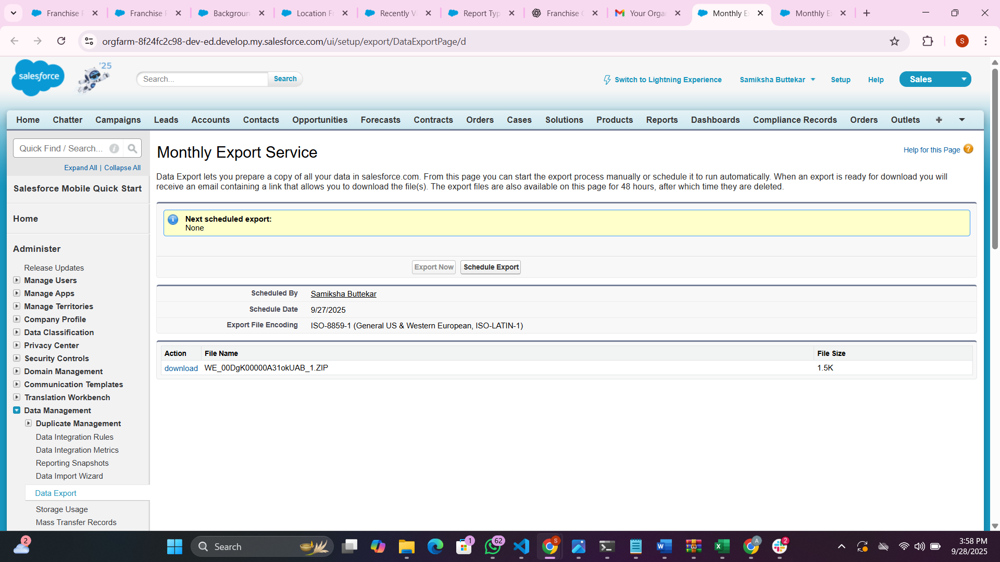 Franchise F
Franchise F
Backgroun
Location Fr
Recently Vi
Report Typ
Franchise
Your Orga
Monthly E
Monthly E
orgfarm-8f24fc2c98-dev-ed.develop.my.salesforce.com/ui/setup/export/DataExportPage/d
S
salesforce
'25
Search...
Search
Switch to Lightning Experience
Samiksha Buttekar
Setup
Help
Sales
Home Chatter Campaigns Leads Accounts Contacts Opportunities Forecasts Contracts Orders Cases Solutions Products Reports Dashboards Compliance Records Orders Outlets +
Quick Find / Search...
Expand All | Collapse All
Salesforce Mobile Quick Start
Home
Administer
Release Updates
Manage Users
Manage Apps
Manage Territories
Company Profile
Data Classification
Privacy Center
Security Controls
Domain Management
Communication Templates
Translation Workbench
Data Management
Duplicate Management
Data Integration Rules
Data Integration Metrics
Reporting Snapshots
Data Import Wizard
Data Export
Storage Usage
Mass Transfer Records
Monthly Export Service
Help for this Page ?
Data Export lets you prepare a copy of all your data in salesforce.com. From this page you can start the export process manually or schedule it to run automatically. When an export is ready for download you will
receive an email containing a link that allows you to download the file(s). The export files are also available on this page for 48 hours, after which time they are deleted.
Next scheduled export:
None
Export Now
Schedule Export
Scheduled By Samiksha Buttekar
Schedule Date 9/27/2025
Export File Encoding ISO-8859-1 (General US & Western European, ISO-LATIN-1)
Action File Name File Size
download WE_00DgK00000A31okUAB_1.ZIP 1.5K
2
Search
1
62
S
A
2
3:58 PM
9/28/2025